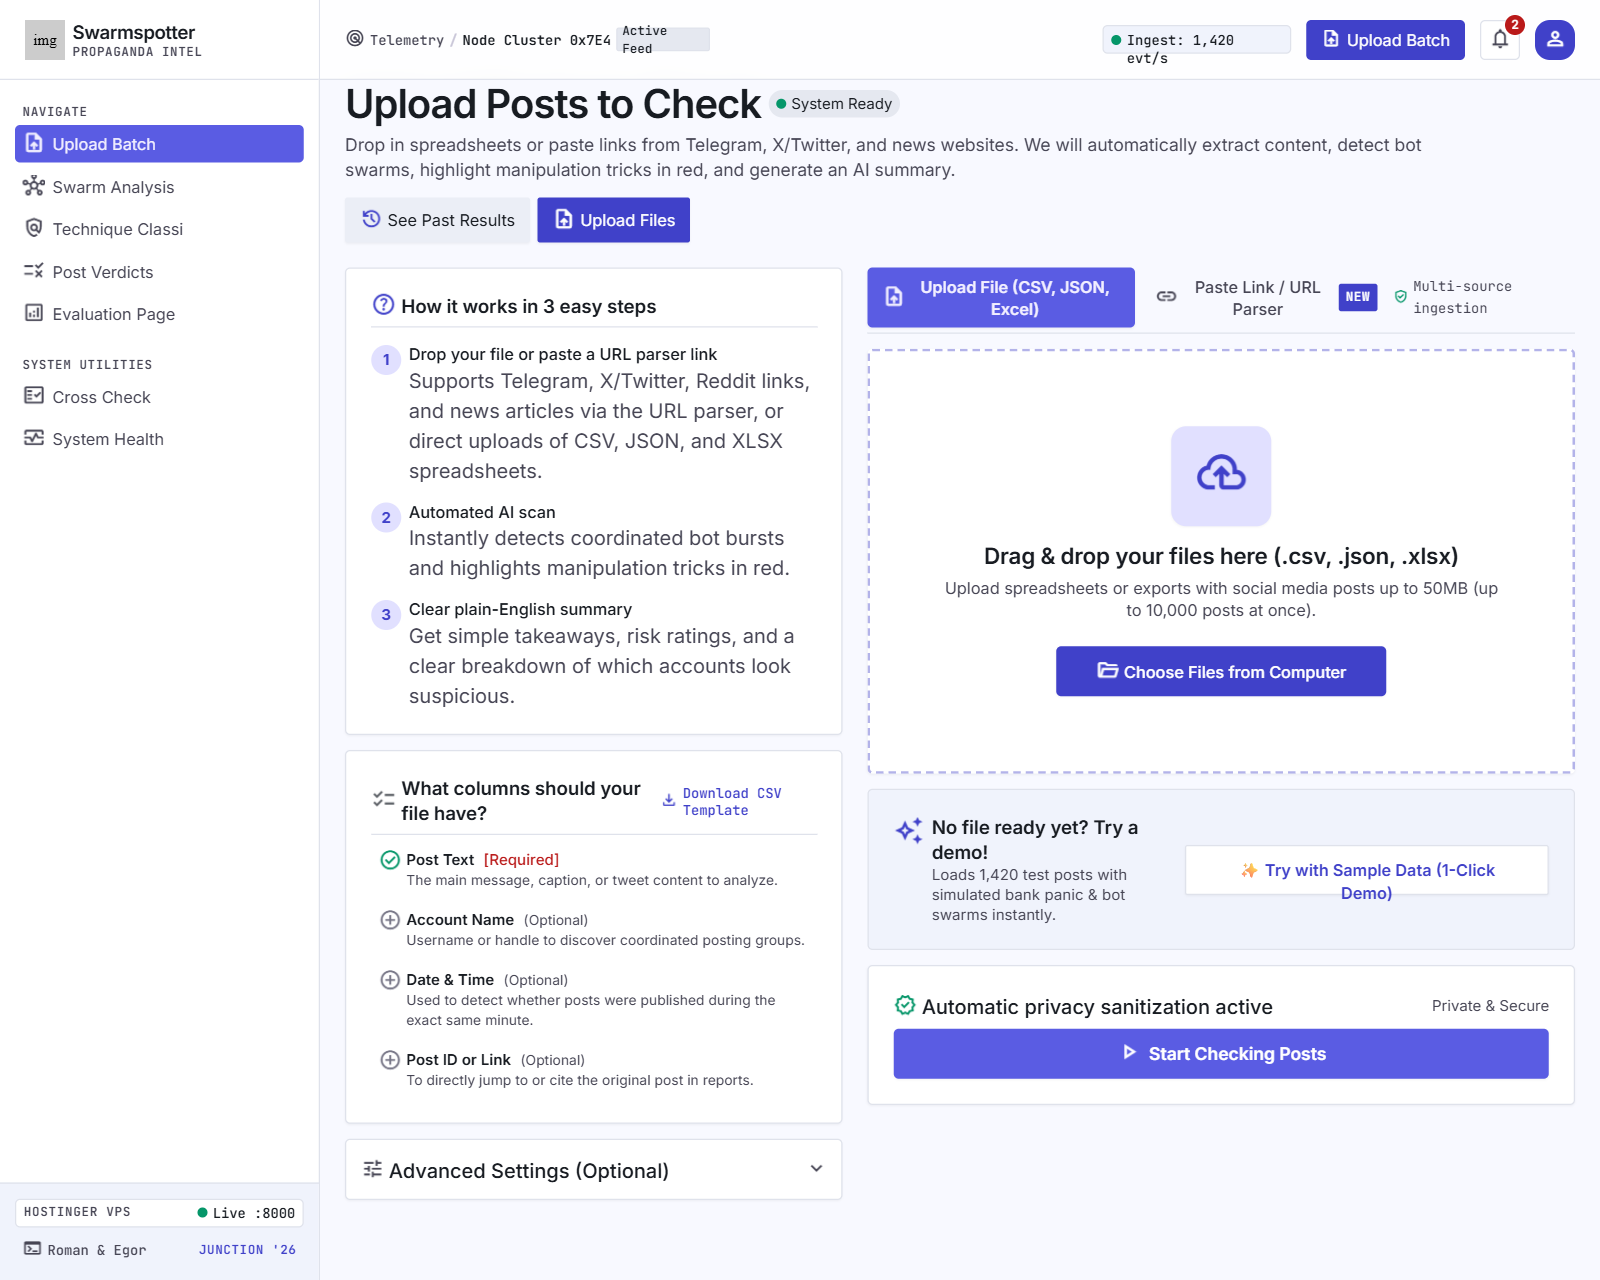 img
Swarmspotter
PROPAGANDA INTEL
Telemetry / Node Cluster 0x7E4
Active
Feed
Ingest: 1,420
evt/s
Upload Batch
2
NAVIGATE
Upload Batch
Swarm Analysis
Technique Classi
Post Verdicts
Evaluation Page
SYSTEM UTILITIES
Cross Check
System Health
HOSTINGER VPS
Live :8000
Roman & Egor
JUNCTION '26
Upload Posts to Check
System Ready
Drop in spreadsheets or paste links from Telegram, X/Twitter, and news websites. We will automatically extract content, detect bot
swarms, highlight manipulation tricks in red, and generate an AI summary.
See Past Results
Upload Files
How it works in 3 easy steps
1
Drop your file or paste a URL parser link
Supports Telegram, X/Twitter, Reddit links,
and news articles via the URL parser, or
direct uploads of CSV, JSON, and XLSX
spreadsheets.
2
Automated AI scan
Instantly detects coordinated bot bursts
and highlights manipulation tricks in red.
3
Clear plain-English summary
Get simple takeaways, risk ratings, and a
clear breakdown of which accounts look
suspicious.
What columns should your
file have?
Download CSV
Template
Post Text [Required]
The main message, caption, or tweet content to analyze.
Account Name (Optional)
Username or handle to discover coordinated posting groups.
Date & Time (Optional)
Used to detect whether posts were published during the
exact same minute.
Post ID or Link (Optional)
To directly jump to or cite the original post in reports.
Advanced Settings (Optional)
Upload File (CSV, JSON,
Excel)
Paste Link / URL
Parser
NEW
Multi-source
ingestion
Drag & drop your files here (.csv, .json, .xlsx)
Upload spreadsheets or exports with social media posts up to 50MB (up
to 10,000 posts at once).
Choose Files from Computer
No file ready yet? Try a
demo!
Loads 1,420 test posts with
simulated bank panic & bot
swarms instantly.
✨ Try with Sample Data (1-Click
Demo)
Automatic privacy sanitization active
Private & Secure
Start Checking Posts